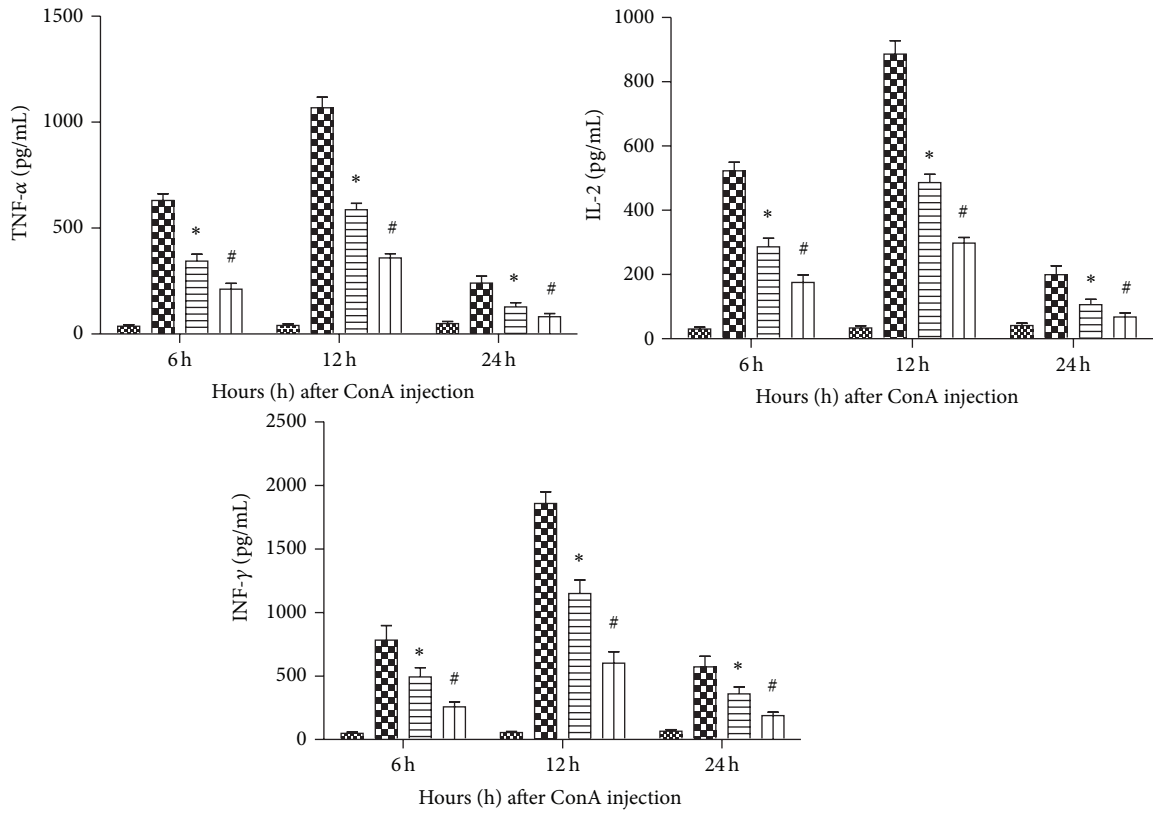 TNF-α (pg/mL)
1500
1000
500
0
*
#
*
#
*
#
6 h
12 h
24 h
Hours (h) after ConA injection
IL-2 (pg/mL)
1000
800
600
400
200
0
*
#
*
#
*
#
6 h
12 h
24 h
Hours (h) after ConA injection
INF-γ (pg/mL)
2500
2000
1500
1000
500
0
*
#
*
#
*
#
6 h
12 h
24 h
Hours (h) after ConA injection